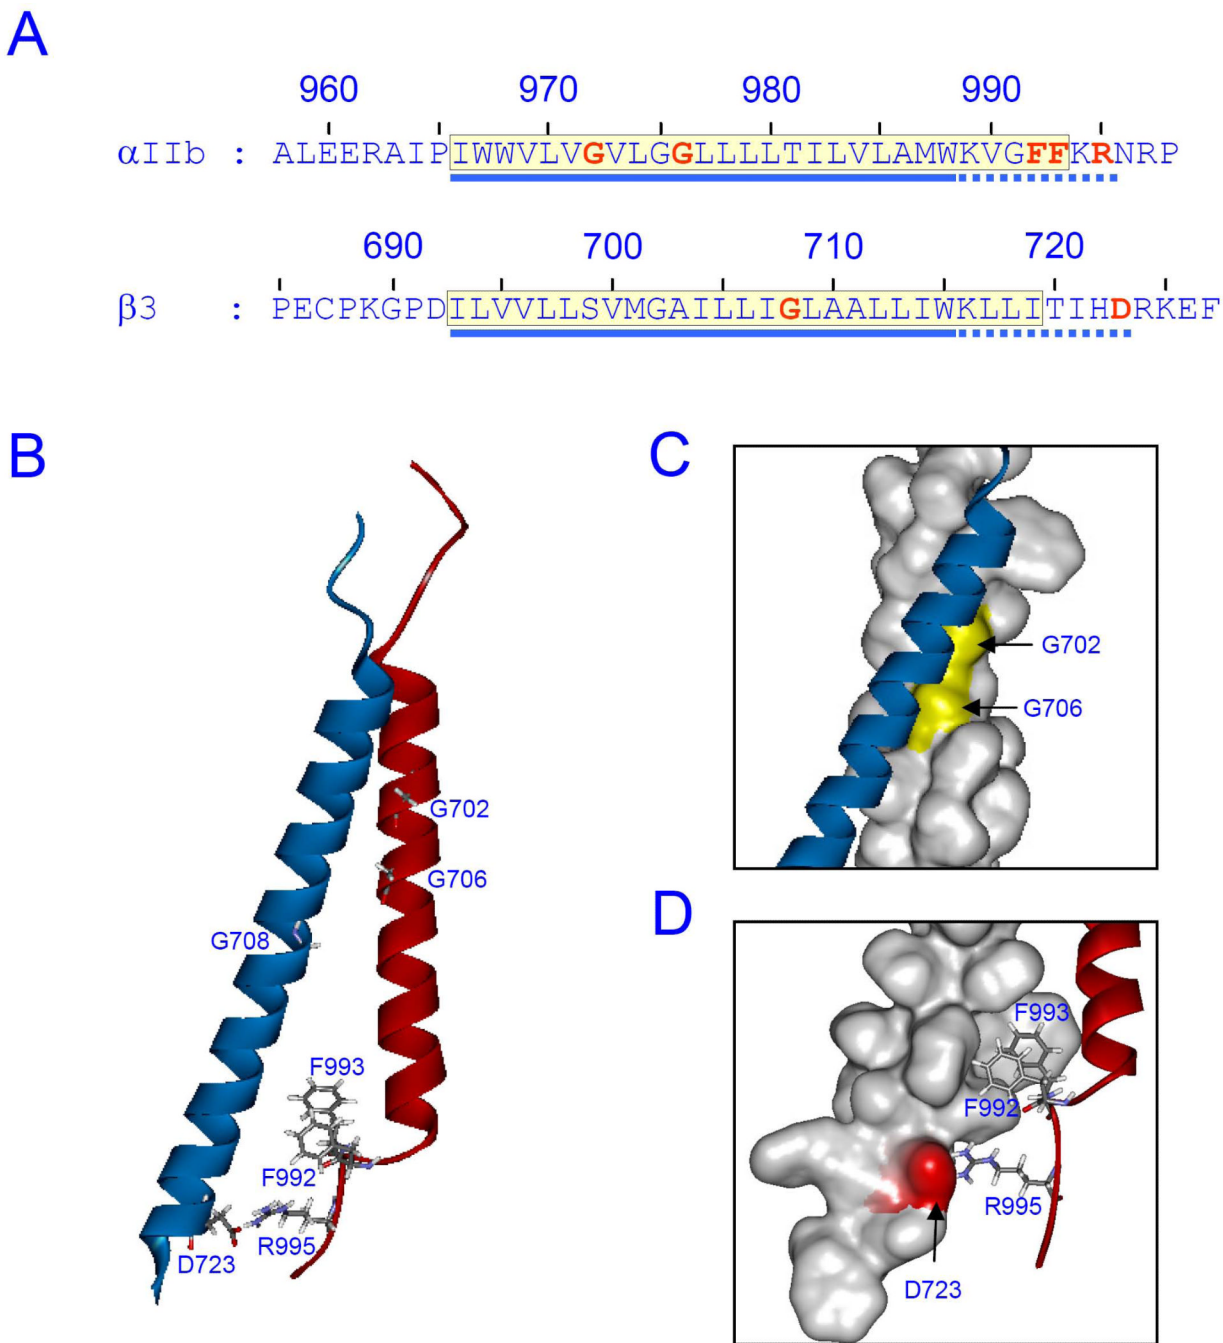 A
960 970 980 990
αIIb : ALEERAIPIWWVLVGVLGGLLLLTILVLAMWKVGFFKRNRP
690 700 710 720
β3 : PECPKGPDILVVLLSVMGAILLIGLAALLIWKLLITIHDRKEF
B
G702
G706
G708
F993
F992
D723
R995
C
G702
G706
D
F993
F992
R995
D723